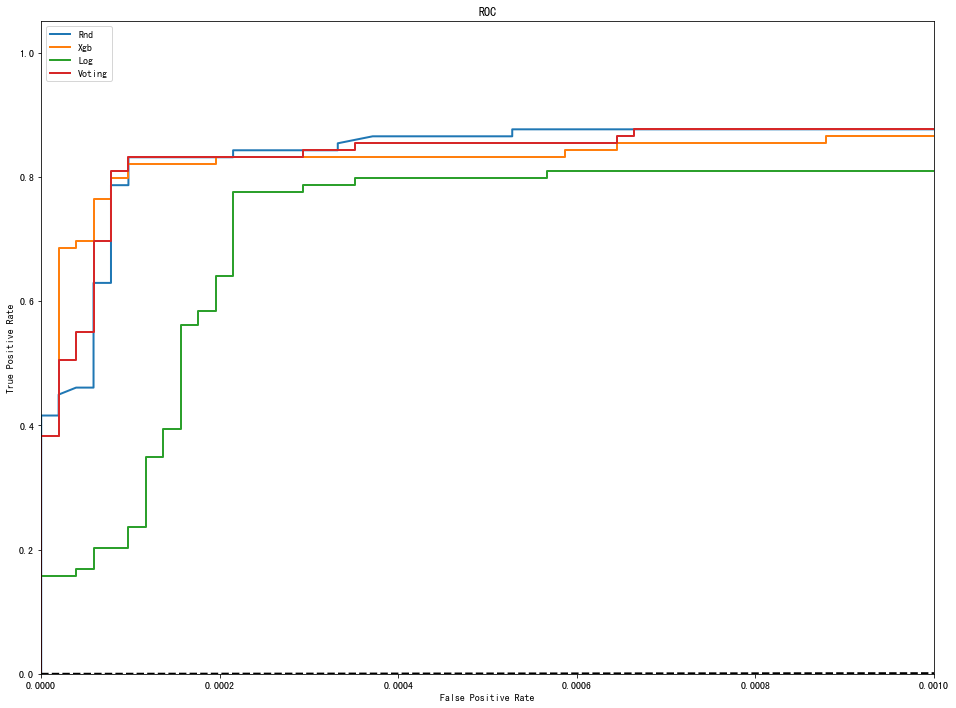 ROC
Rnd
Xgb
Log
Voting
1.0
0.8
0.6
0.4
0.2
0.0
True Positive Rate
0.0000 0.0002 0.0004 0.0006 0.0008 0.0010
False Positive Rate